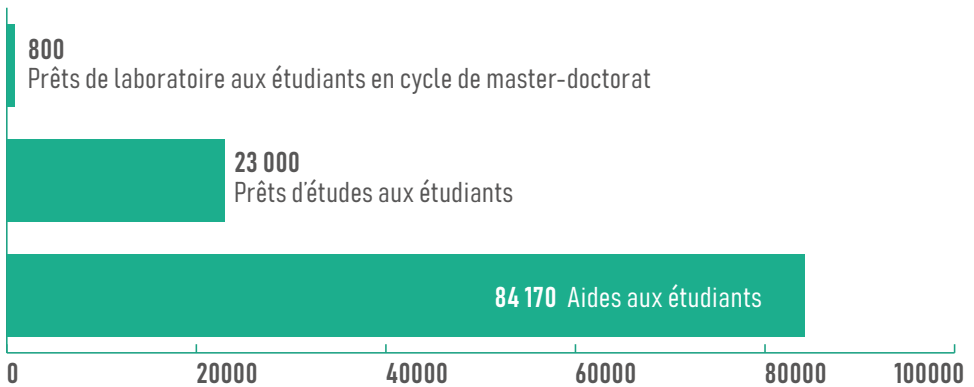 800
Prêts de laboratoire aux étudiants en cycle de master-doctorat
23 000
Prêts d'études aux étudiants
84 170 Aides aux étudiants
0 20000 40000 60000 80000 100000